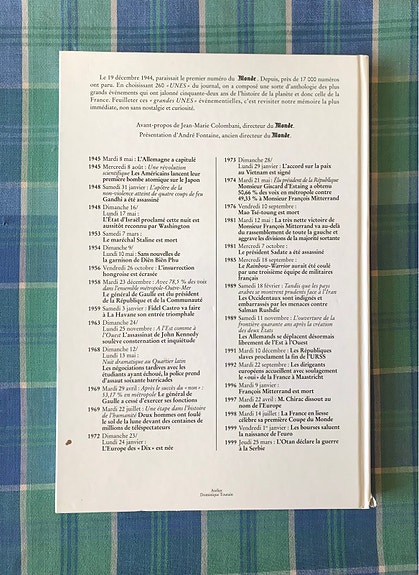 Le 19 décembre 1944, paraissait le premier numéro du Monde. Depuis, près de 17 000 numéros
ont paru. En choisissant 260 « UNES » du journal, on a composé une sorte d'anthologie des plus
grands événements qui ont jalonné cinquante-deux ans de l'histoire de la planète et donc celle de la
France. Feuilleter ces « grandes UNES » événementielles, c'est revisiter notre mémoire la plus
immédiate, non sans nostalgie et curiosité.
Avant-propos de Jean-Marie Colombani, directeur du Monde.
Présentation d'André Fontaine, ancien directeur du Monde.
1945 Mardi 8 mai : L'Allemagne a capitulé
1945 Mercredi 8 août : Une révolution
scientifique Les Américains lancent leur
première bombe atomique sur le Japon
1948 Samedi 31 janvier : L'apôtre de la
non-violence atteint de quatre coups de feu
Gandhi a été assassiné
1948 Dimanche 16/
Lundi 17 mai :
L'État d'Israël proclamé cette nuit est
aussitôt reconnu par Washington
1953 Samedi 7 mars :
Le maréchal Staline est mort
1954 Dimanche 9/
Lundi 10 mai : Sans nouvelles de
la garnison de Diên Biên Phu
1956 Vendredi 26 octobre : L'insurrection
hongroise est écrasée
1958 Mardi 23 décembre : Avec 78,5 % des voix
dans l'ensemble métropole-Outre-Mer
Le général de Gaulle est élu président
de la République et de la Communauté
1959 Samedi 3 janvier : Fidel Castro va faire
à La Havane son entrée triomphale
1963 Dimanche 24/
Lundi 25 novembre : A l'Est comme à
l'Ouest L'assassinat de John Kennedy
soulève consternation et inquiétude
1968 Dimanche 12/
Lundi 13 mai :
Nuit dramatique au Quartier latin
Les négociations tardives avec les
étudiants ayant échoué, la police prend
d'assaut soixante barricades
1969 Mardi 29 avril : Après le succès du « non » :
53,17 % en métropole Le général de
Gaulle a cessé d'exercer ses fonctions
1969 Mardi 22 juillet : Une étape dans l'histoire
de l'humanité Deux hommes ont foulé
le sol de la lune devant des centaines de
millions de téléspectateurs
1972 Dimanche 23/
Lundi 24 janvier :
L'Europe des « Dix » est née
1973 Dimanche 28/
Lundi 29 janvier : L'accord sur la paix
au Vietnam est signé
1974 Mardi 21 mai : Élu président de la République
Monsieur Giscard d'Estaing a obtenu
50,66 % des voix en métropole contre
49,33 % à Monsieur François Mitterrand
1976 Vendredi 10 septembre :
Mao Tsé-toung est mort
1981 Mardi 12 mai : La très nette victoire de
Monsieur François Mitterrand va au-delà
du rassemblement de toute la gauche et
aggrave les divisions de la majorité sortante
1981 Mercredi 7 octobre :
Le président Sadate a été assassiné
1985 Mercredi 18 septembre :
Le Rainbow-Warrior aurait été coulé
par une troisième équipe de militaires
français
1989 Samedi 18 février : Tandis que les pays
arabes se montrent prudents face à l'Iran
Les Occidentaux sont indignés et
embarrassés par les menaces contre
Salman Rushdie
1989 Samedi 11 novembre : L'ouverture de la
frontière quarante ans après la création
des deux États
Les Allemands se déplacent désormais
librement de l'Est à l'Ouest
1991 Mardi 10 décembre : Les Républiques
slaves proclament la fin de l'URSS
1992 Mardi 22 septembre : Les dirigeants
européens accueillent avec soulagement
le « oui » de la France à Maastricht
1996 Mardi 9 janvier :
François Mitterrand est mort
1997 Mardi 22 avril : M. Chirac dissout au
nom de l'Europe
1998 Mardi 14 juillet : La France en liesse
célèbre sa première Coupe du Monde
1999 Vendredi 1er janvier : Les bourses saluent
la naissance de l'euro
1999 Jeudi 25 mars : L'Otan déclare la guerre
à la Serbie
Atelier
Dominique Toutain